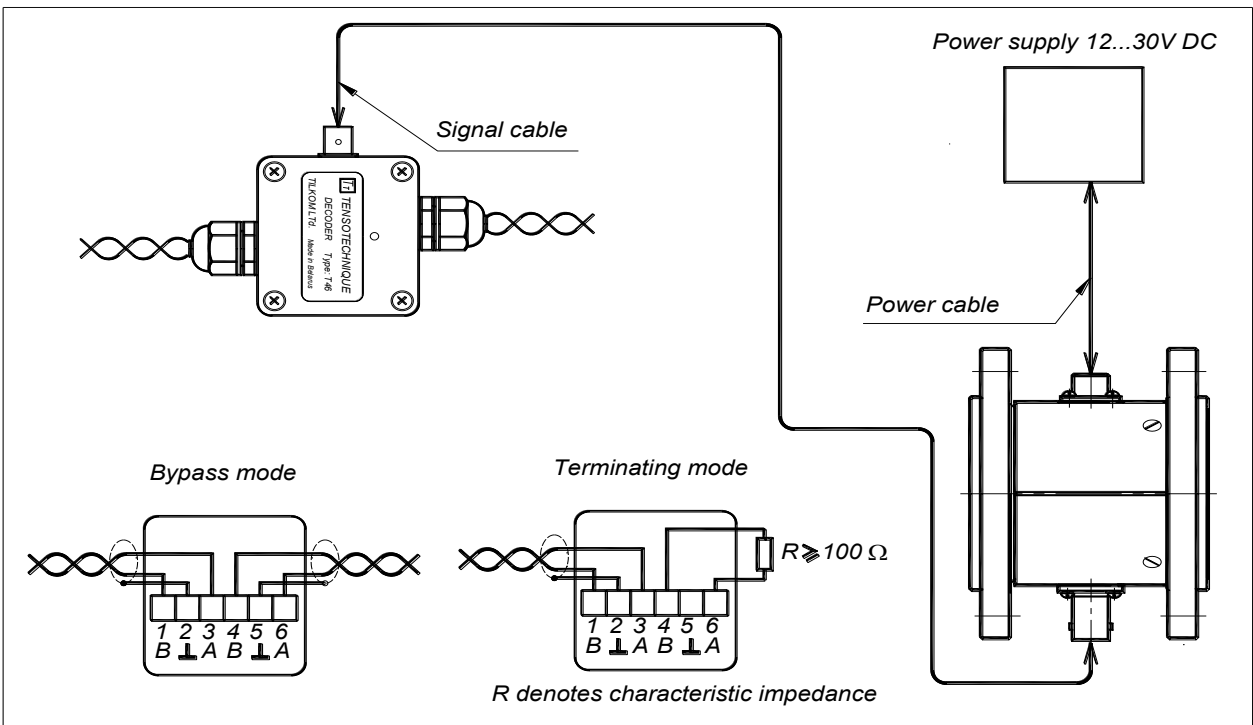 Power supply 12...30V DC
Signal cable
TT TENSOTECHNIQUE
DECODER Type: T46
TILKOM LTd. Made in Belarus
Power cable
Bypass mode
1 2 3 4 5 6
B ⊥ A B ⊥ A
Terminating mode
R⩾100 Ω
1 2 3 4 5 6
B ⊥ A B ⊥ A
R denotes characteristic impedance